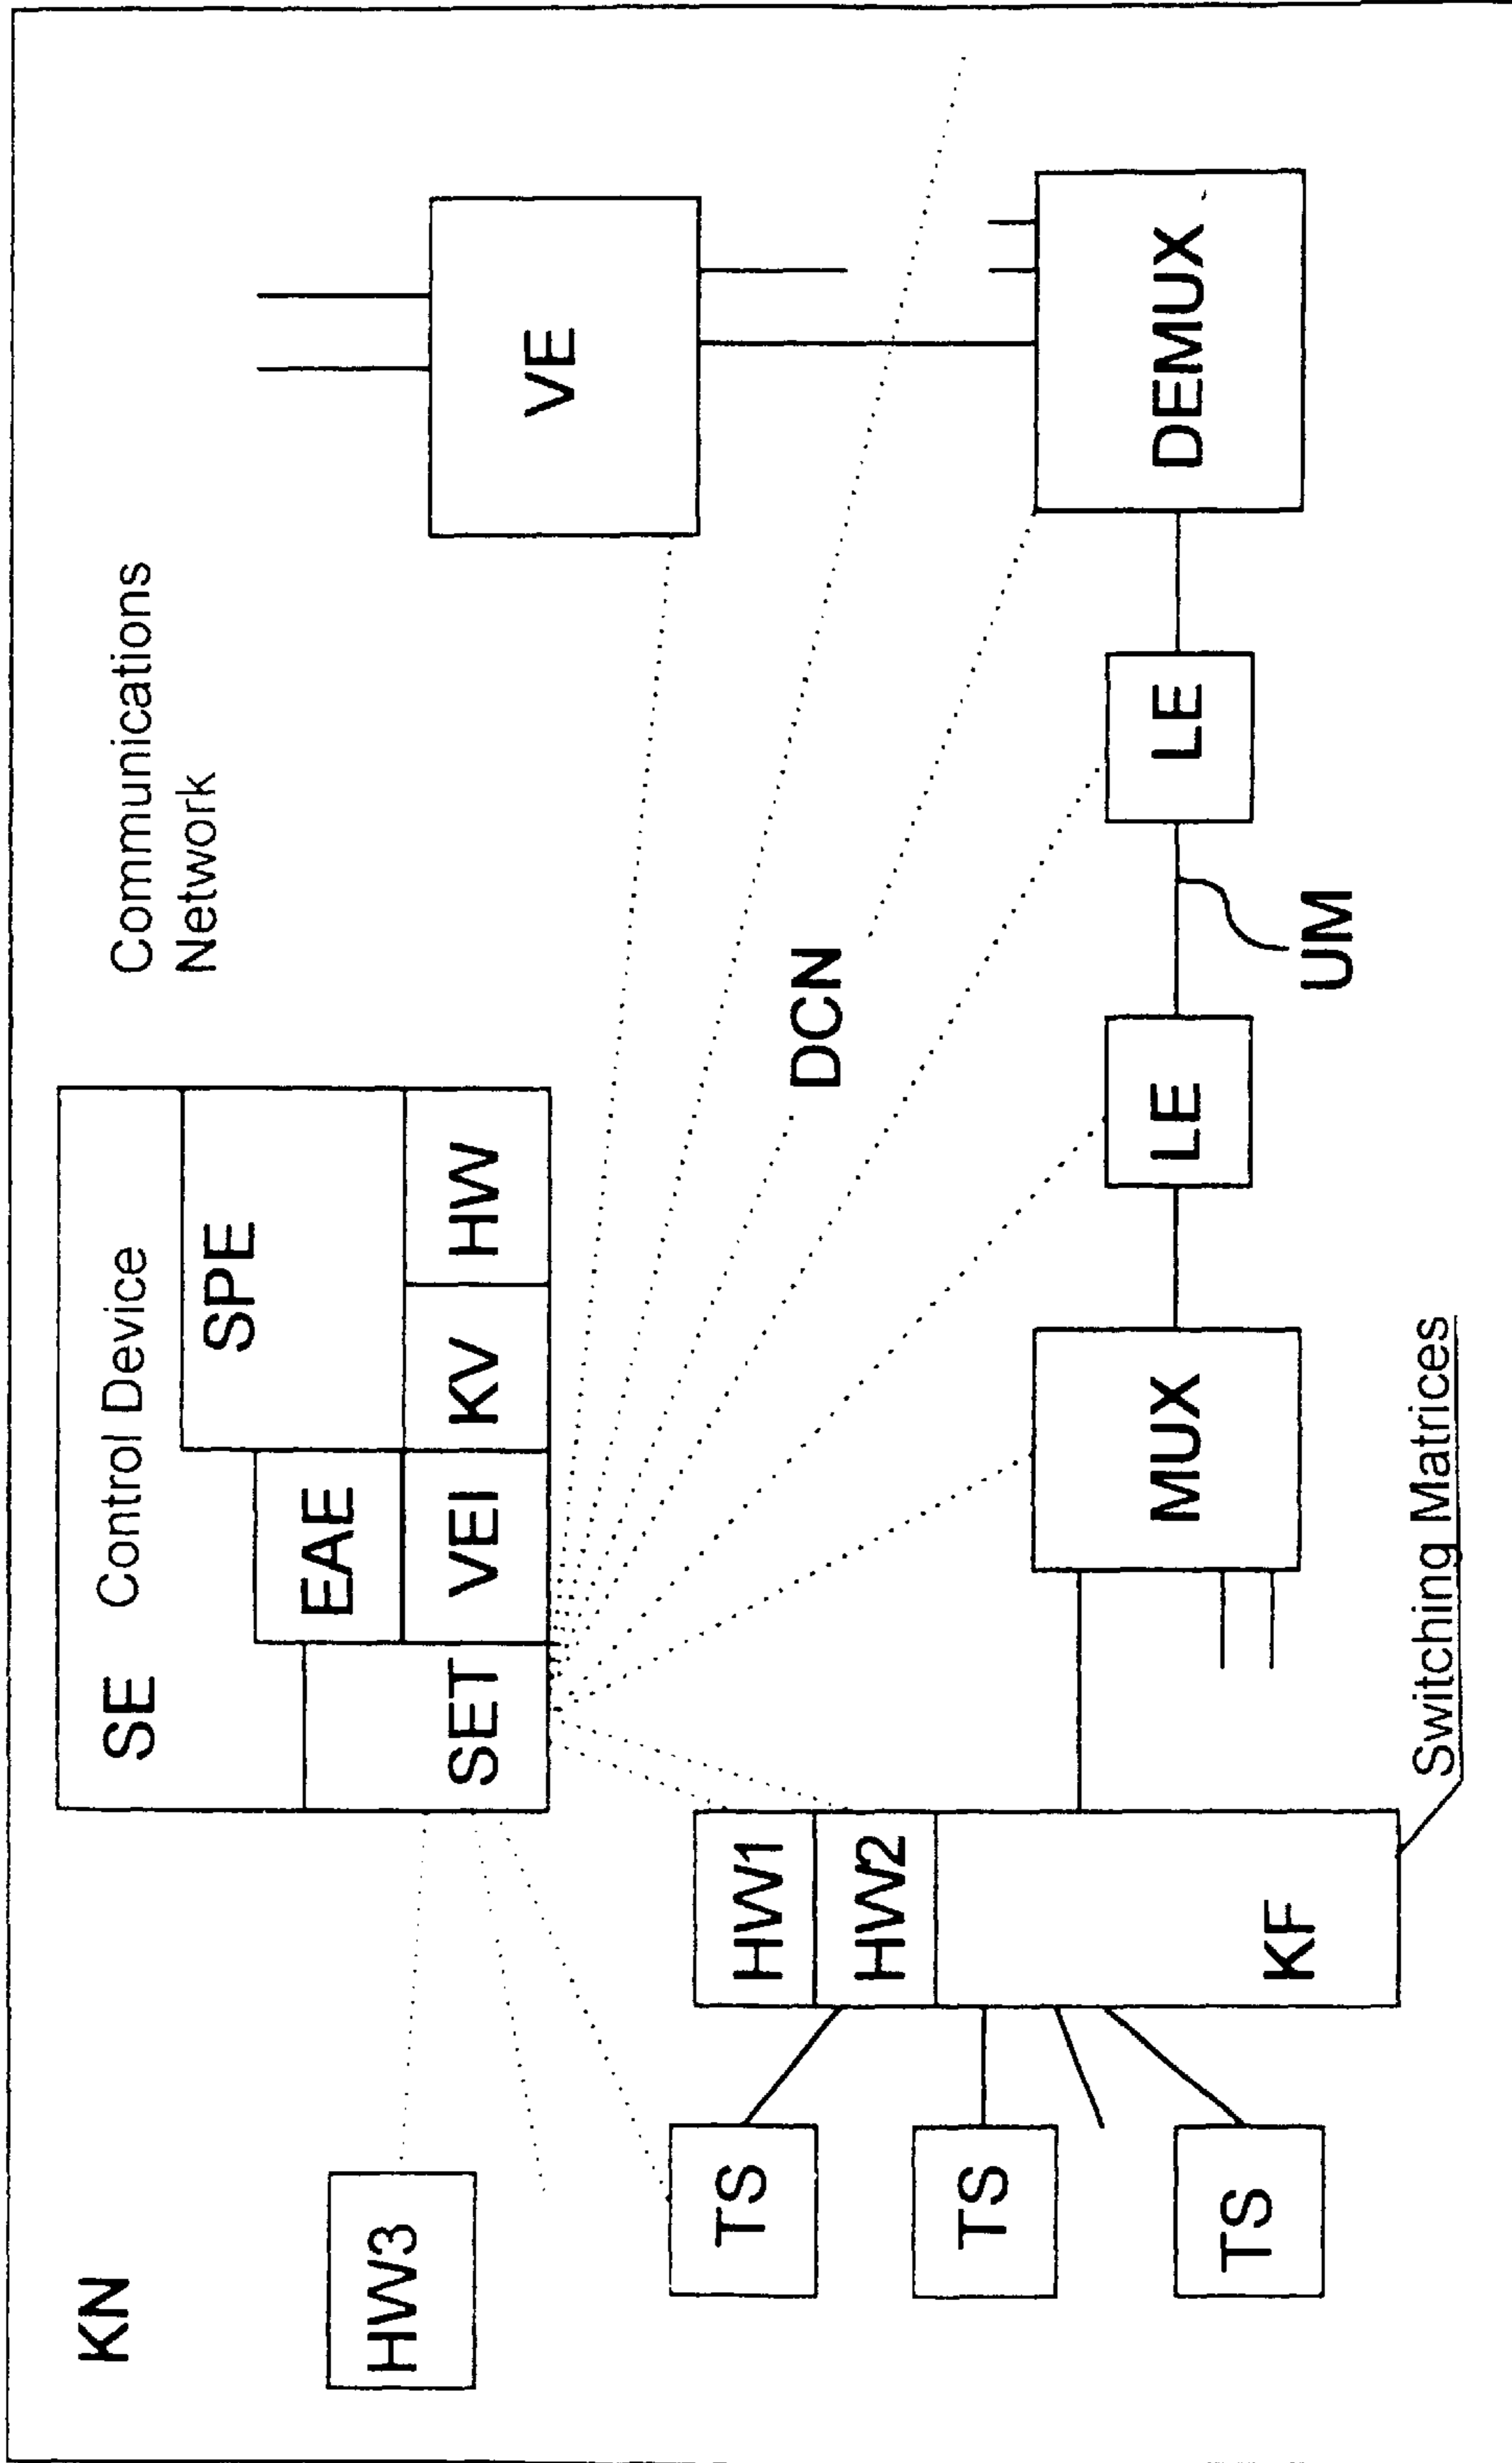 KN
Communications
Network
SE Control Device
SPE
EAE
SET
VEI
KV
HW
HW3
VE
DCN
HW1
HW2
KF
TS
TS
TS
MUX
LE
LE
DEMUX
UM
Switching Matrices